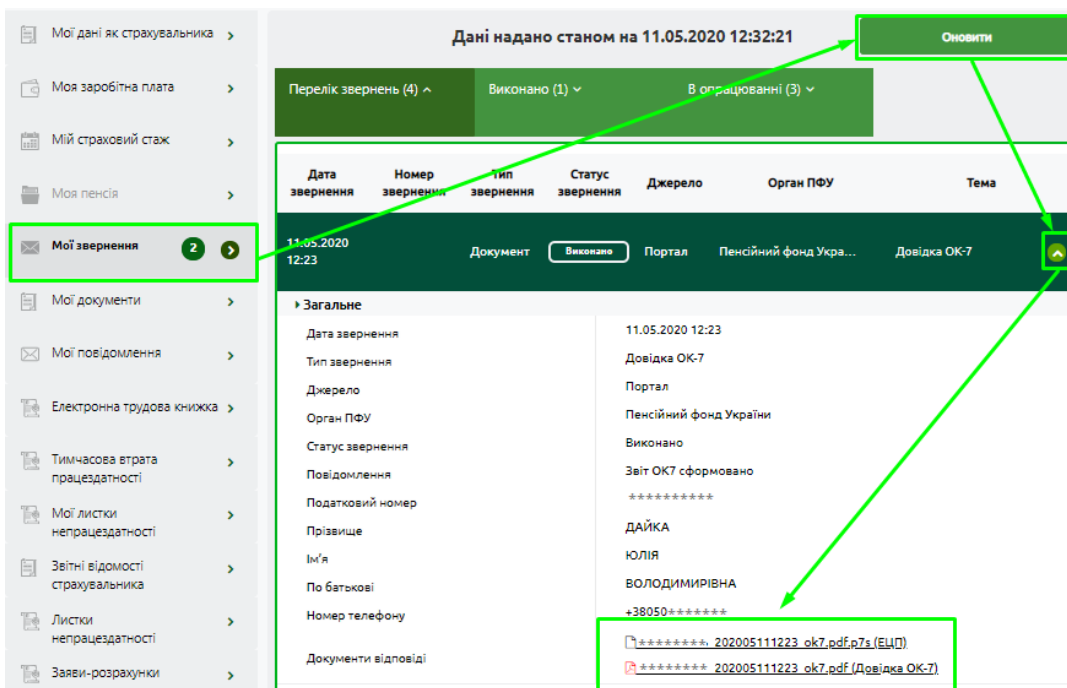 Мої дані як страхувальника
Моя заробітна плата
Мій страховий стаж
Моя пенсія
Мої звернення 2
Мої документи
Мої повідомлення
Електронна трудова книжка
Тимчасова втрата
працездатності
Мої листки
непрацездатності
Звітні відомості
страхувальника
Листки
непрацездатності
Заяви-розрахунки
Дані надано станом на 11.05.2020 12:32:21
Оновити
Перелік звернень (4) Виконано (1) В опрацюванні (3)
Дата звернення Номер звернення Тип звернення Статус звернення Джерело Орган ПФУ Тема
11.05.2020
12:23 Документ Виконано Портал Пенсійний фонд Укра... Довідка ОК-7
Загальне
Дата звернення 11.05.2020 12:23
Тип звернення Довідка ОК-7
Джерело Портал
Орган ПФУ Пенсійний фонд України
Статус звернення Виконано
Повідомлення Звіт ОК7 сформовано
Податковий номер **********
Прізвище ДАЙКА
Ім'я ЮЛІЯ
По батькові ВОЛОДИМИРІВНА
Номер телефону +38050*******
Документи відповіді
********_202005111223_ok7.pdf.p7s (ЕЦП)
********_202005111223_ok7.pdf (Довідка ОК-7)